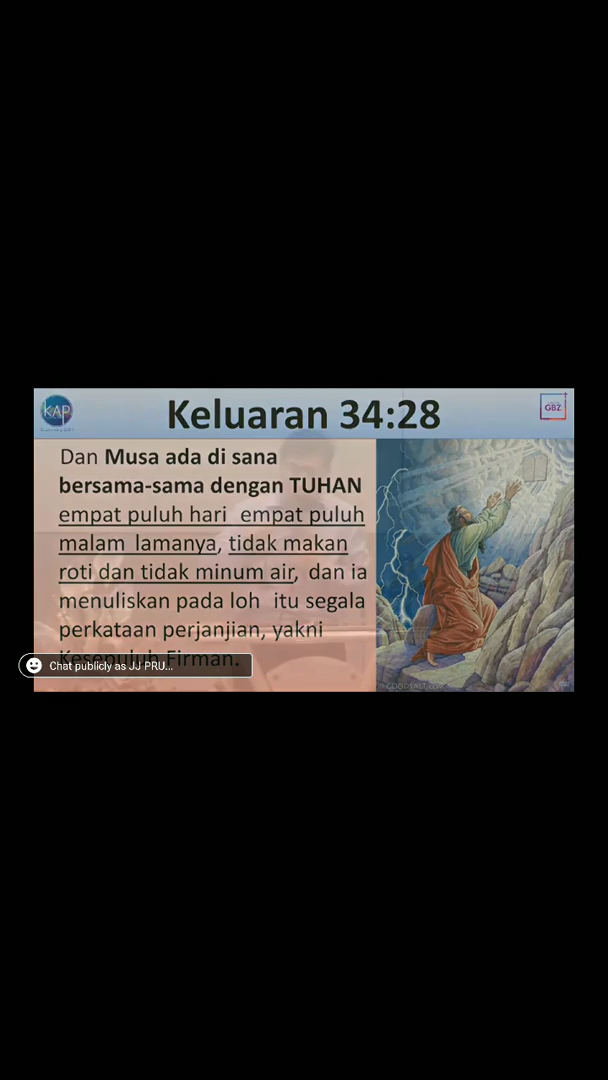 KAP
Keluaran 34:28
GBZ
Dan Musa ada di sana
bersama-sama dengan TUHAN
empat puluh hari empat puluh
malam lamanya, tidak makan
roti dan tidak minum air, dan ia
menuliskan pada loh itu segala
perkataan perjanjian, yakni
Kesepuluh Firman.
Chat publicly as JJ PRU...
GOODSALT.COM